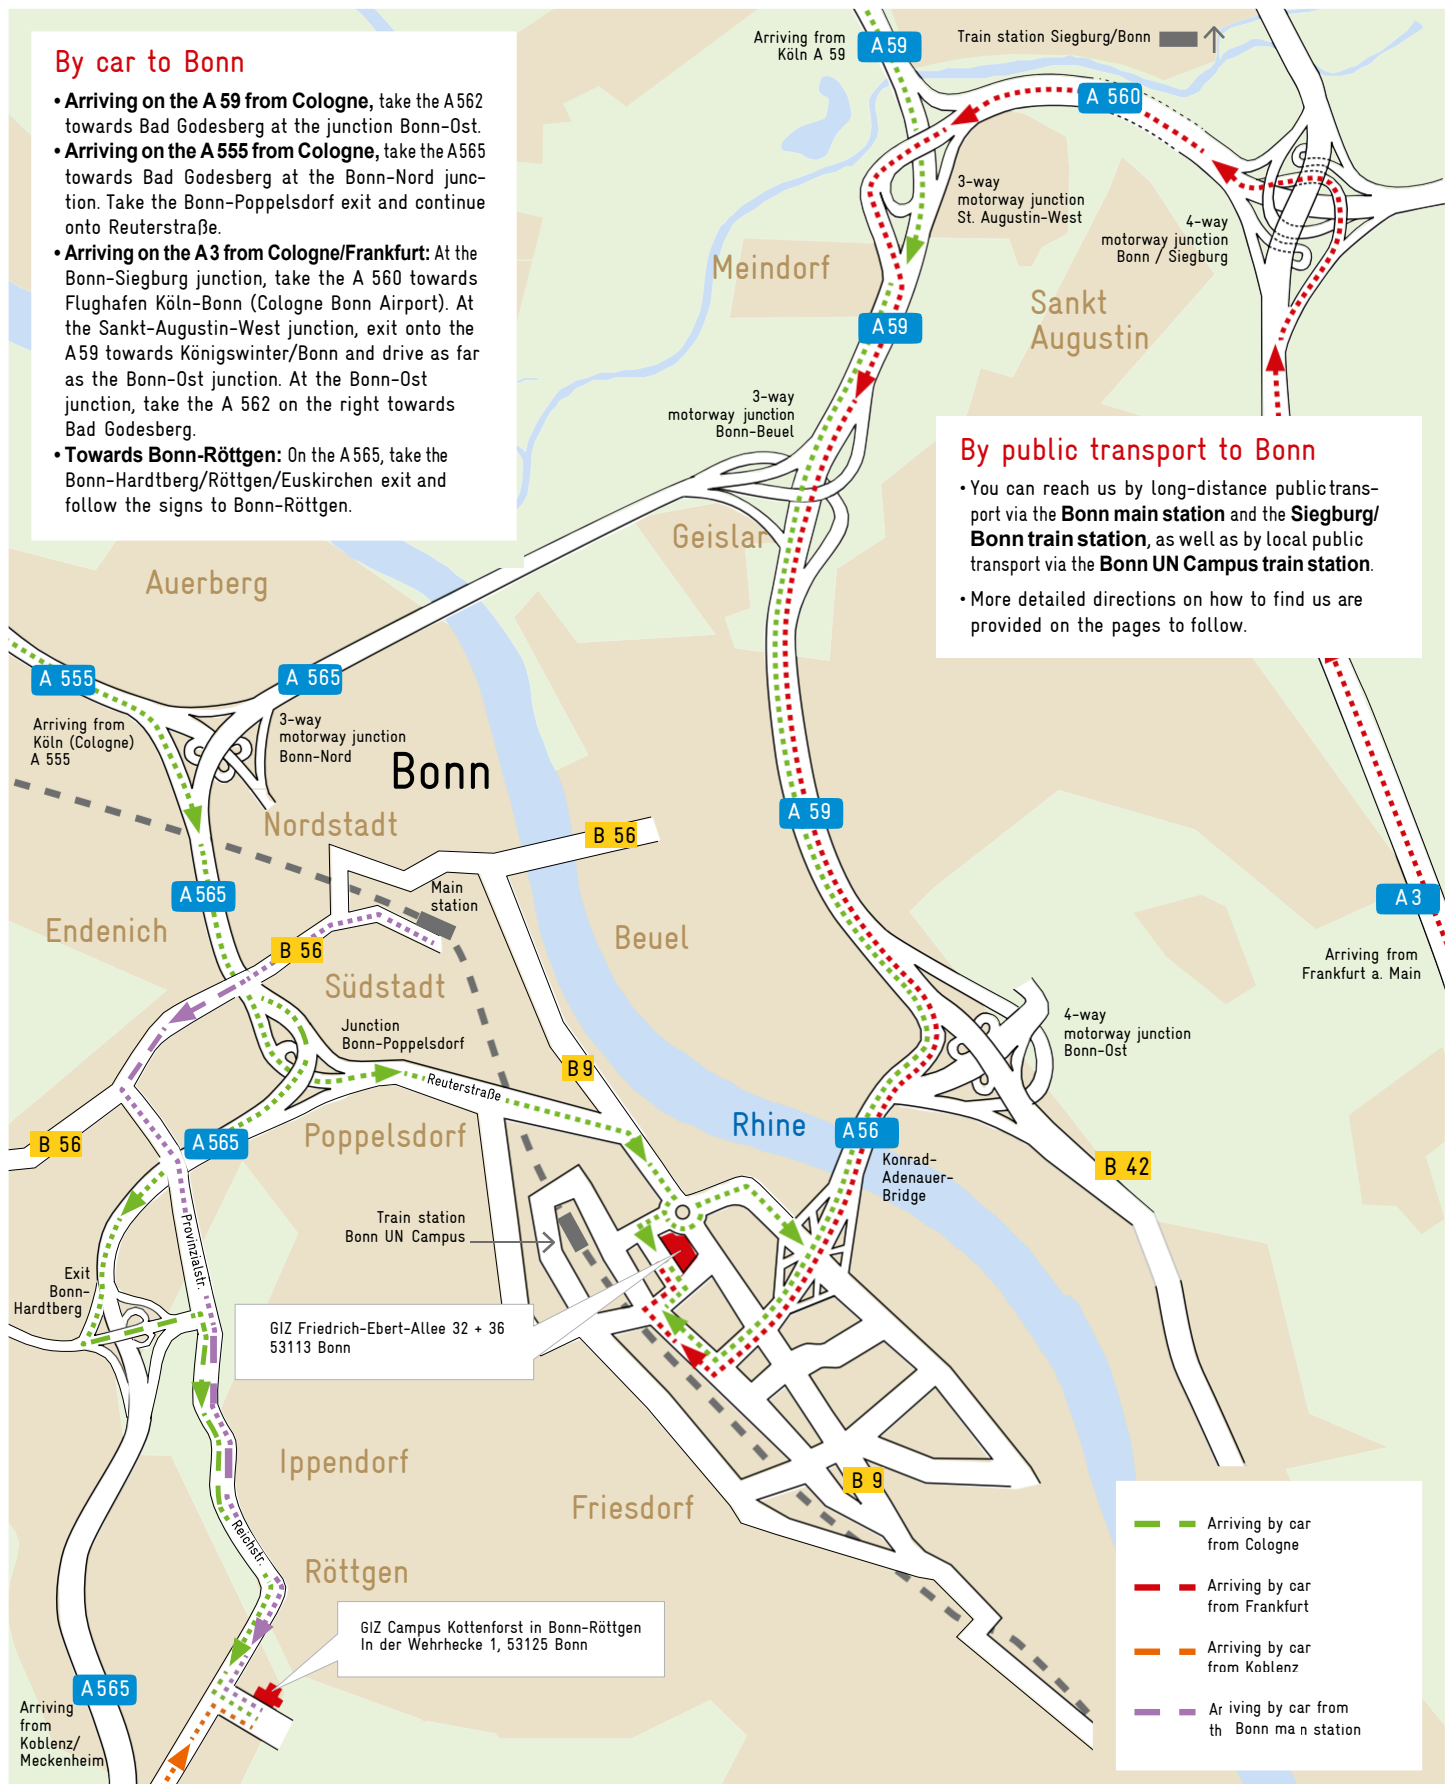 By car to Bonn
• Arriving on the A 59 from Cologne, take the A 562
towards Bad Godesberg at the junction Bonn-Ost.
• Arriving on the A 555 from Cologne, take the A565
towards Bad Godesberg at the Bonn-Nord junc-
tion. Take the Bonn-Poppelsdorf exit and continue
onto Reuterstraße.
• Arriving on the A3 from Cologne/Frankfurt: At the
Bonn-Siegburg junction, take the A 560 towards
Flughafen Köln-Bonn (Cologne Bonn Airport). At
the Sankt-Augustin-West junction, exit onto the
A59 towards Königswinter/Bonn and drive as far
as the Bonn-Ost junction. At the Bonn-Ost
junction, take the A 562 on the right towards
Bad Godesberg.
• Towards Bonn-Röttgen: On the A 565, take the
Bonn-Hardtberg/Röttgen/Euskirchen exit and
follow the signs to Bonn-Röttgen.
Arriving from
Köln A 59
A 59
Train station Siegburg/Bonn
A 560
3-way
motorway junction
St. Augustin-West
4-way
motorway junction
Bonn / Siegburg
Meindorf
Sankt
Augustin
A 59
3-way
motorway junction
Bonn-Beuel
Geislar
By public transport to Bonn
• You can reach us by long-distance public trans-
port via the Bonn main station and the Siegburg/
Bonn train station, as well as by local public
transport via the Bonn UN Campus train station.
• More detailed directions on how to find us are
provided on the pages to follow.
Auerberg
A 555
A 565
Arriving from
Köln (Cologne)
A 555
3-way
motorway junction
Bonn-Nord
Bonn
Nordstadt
B 56
A 59
Main
station
A 565
A 3
Endenich
B 56
Beuel
Arriving from
Frankfurt a. Main
Südstadt
Junction
Bonn-Poppelsdorf
4-way
motorway junction
Bonn-Ost
B 9
Reuterstraße
Rhine
A 56
B 56
A 565
Poppelsdorf
Konrad-
Adenauer-
Bridge
B 42
Provinzialstr.
Train station
Bonn UN Campus
Exit
Bonn-
Hardtberg
GIZ Friedrich-Ebert-Allee 32 + 36
53113 Bonn
Ippendorf
B 9
Friesdorf
Reichstr.
Röttgen
GIZ Campus Kottenforst in Bonn-Röttgen
In der Wehrhecke 1, 53125 Bonn
A 565
Arriving
from
Koblenz/
Meckenheim
Arriving by car
from Cologne
Arriving by car
from Frankfurt
Arriving by car
from Koblenz
Ar iving by car from
th Bonn ma n station